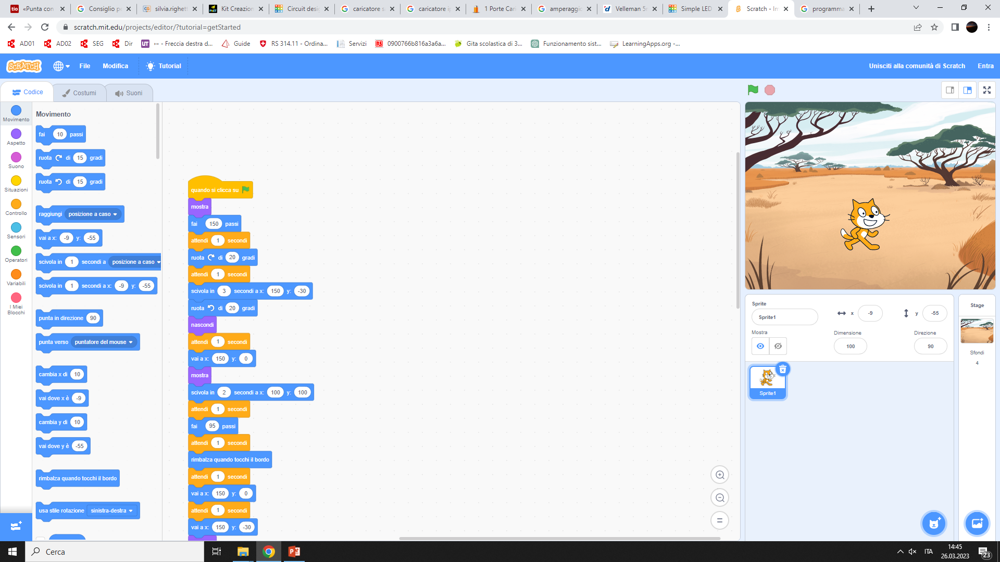 «Punta con
Consiglio pe
silvia.righett
Kit Creazion
Circuit desig
caricatore sa
caricatore ip
1 Porte Cari
amperaggio
Velleman 5m
Simple LED
Scratch - Im
programma
scratch.mit.edu/projects/editor/?tutorial=getStarted
AD01
AD02
SEG
Dir
↔ - Freccia destra d...
Guide
RS 314.11 - Ordina...
Servizi
0900766b816a3a6a...
Gita scolastica di 3...
Funzionamento sist...
LearningApps.org -...
SCRATCH
File
Modifica
Tutorial
Unisciti alla comunità di Scratch
Entra
Codice
Costumi
Suoni
Movimento
Aspetto
Suono
Situazioni
Controllo
Sensori
Operatori
Variabili
I Miei
Blocchi
Movimento
fai 10 passi
ruota di 15 gradi
ruota di 15 gradi
raggiungi posizione a caso
vai a x: -9 y: -55
scivola in 1 secondi a posizione a caso
scivola in 1 secondi a x: -9 y: -55
punta in direzione 90
punta verso puntatore del mouse
cambia x di 10
vai dove x è -9
cambia y di 10
vai dove y è -55
rimbalza quando tocchi il bordo
usa stile rotazione sinistra-destra
quando si clicca su
mostra
fai 150 passi
attendi 1 secondi
ruota di 20 gradi
attendi 1 secondi
scivola in 3 secondi a x: 150 y: -30
ruota di 20 gradi
nascondi
attendi 1 secondi
vai a x: 150 y: 0
mostra
scivola in 2 secondi a x: 100 y: 100
attendi 1 secondi
fai 95 passi
attendi 1 secondi
rimbalza quando tocchi il bordo
attendi 1 secondi
vai a x: 150 y: 0
attendi 1 secondi
vai a x: 150 y: -30
Sprite
Sprite1
x -9
y -55
Mostra
Dimensione
100
Direzione
90
Sprite1
Stage
Sfondi
4
Cerca
ITA
14:45
26.03.2023
23